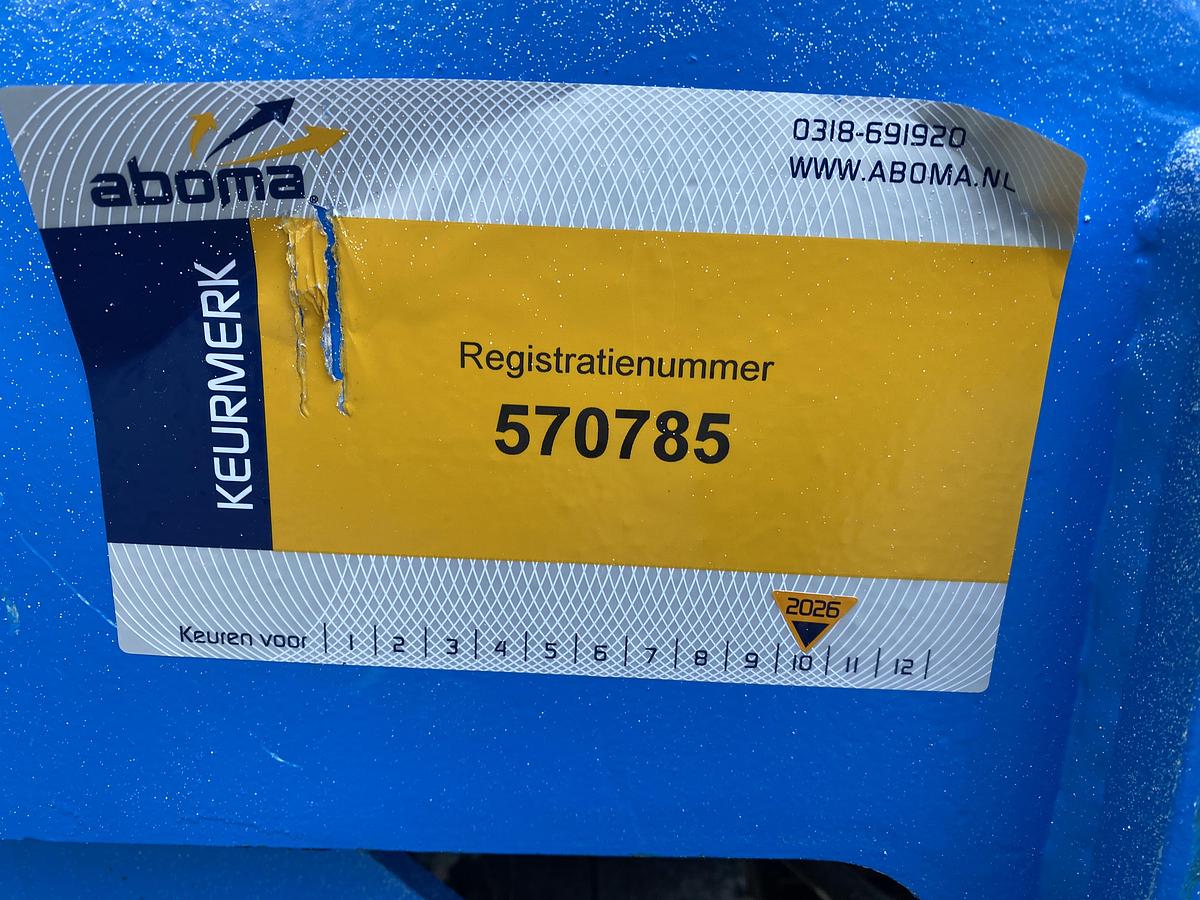 aboma®
0318-691920
WWW.ABOMA.NL
KEURMERK
Registratienummer
570785
2026
Keuren voor | 1 | 2 | 3 | 4 | 5 | 6 | 7 | 8 | 9 | 10 | 11 | 12 |